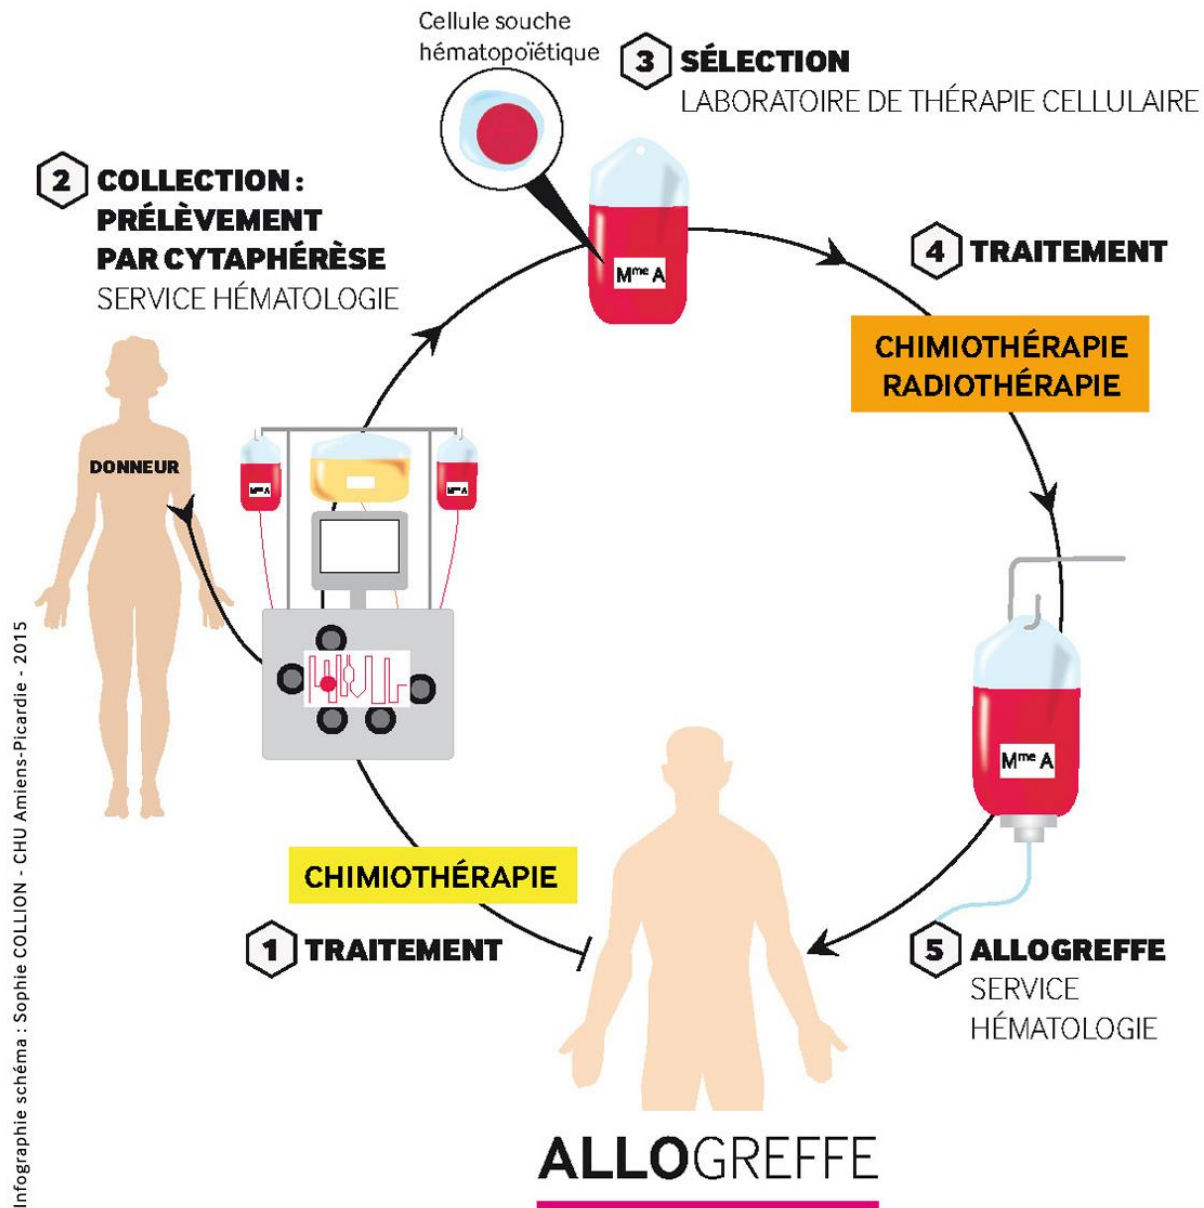 Cellule souche
hématopoïétique
3 SÉLECTION
LABORATOIRE DE THÉRAPIE CELLULAIRE
2 COLLECTION :
PRÉLÈVEMENT
PAR CYTAPHÉRÈSE
SERVICE HÉMATOLOGIE
Mme A
4 TRAITEMENT
CHIMIOTHÉRAPIE
RADIOTHÉRAPIE
DONNEUR
Mme A
Mme A
Mme A
CHIMIOTHÉRAPIE
1 TRAITEMENT
5 ALLOGREFFE
SERVICE
HÉMATOLOGIE
ALLOGREFFE
Infographie schéma : Sophie COLLION - CHU Amiens-Picardie - 2015